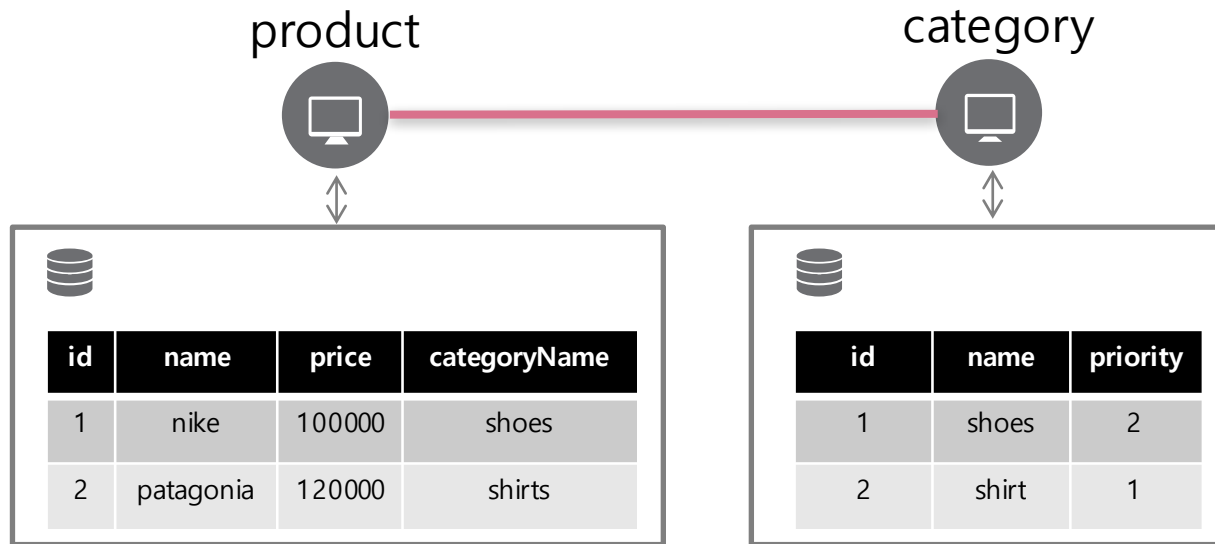 product
category
id name price categoryName
1 nike 100000 shoes
2 patagonia 120000 shirts
id name priority
1 shoes 2
2 shirt 1